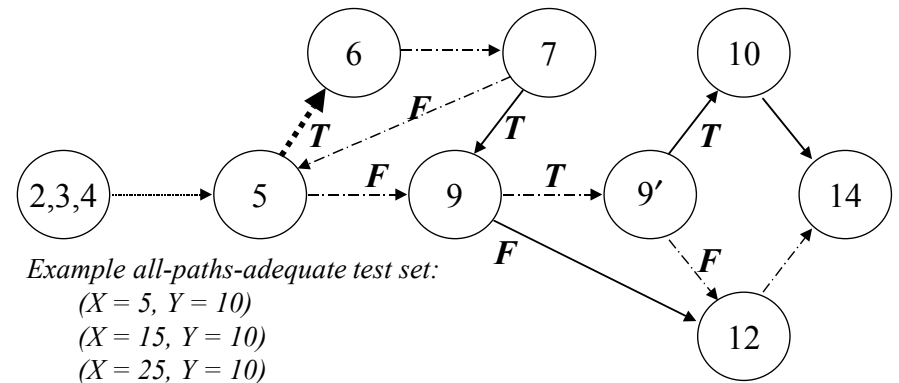 6
7
10
F
T
T
T
2,3,4
5
F
9
T
9′
14
F
F
12
Example all-paths-adequate test set:
(X = 5, Y = 10)
(X = 15, Y = 10)
(X = 25, Y = 10)